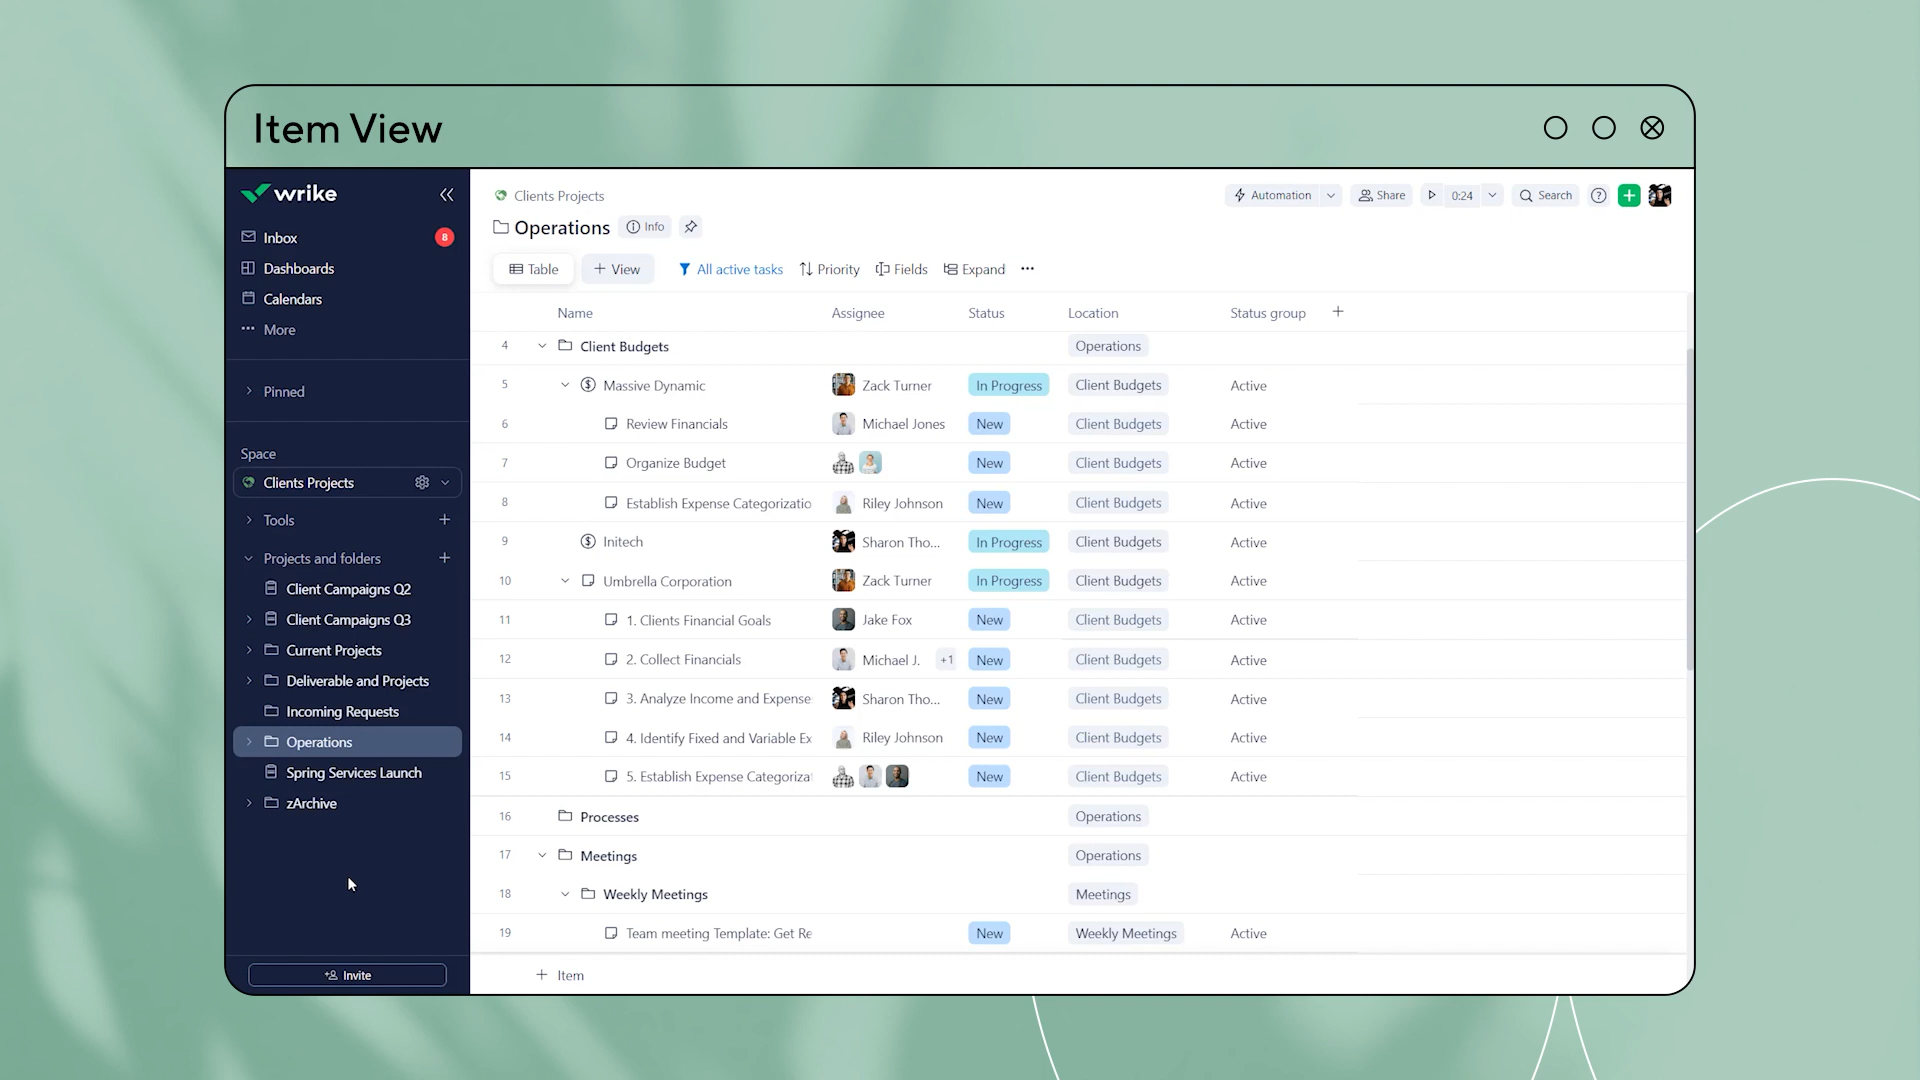 Item View
wrike
Inbox 8
Dashboards
Calendars
More
Pinned
Space
Clients Projects
Tools
Projects and folders
Client Campaigns Q2
Client Campaigns Q3
Current Projects
Deliverable and Projects
Incoming Requests
Operations
Spring Services Launch
zArchive
Invite
Clients Projects
Automation Share 0:24 Search
Operations Info
Table View All active tasks Priority Fields Expand
Name Assignee Status Location Status group
4 Client Budgets Operations
5 Massive Dynamic Zack Turner In Progress Client Budgets Active
6 Review Financials Michael Jones New Client Budgets Active
7 Organize Budget New Client Budgets Active
8 Establish Expense Categorizatio Riley Johnson New Client Budgets Active
9 Initech Sharon Tho... In Progress Client Budgets Active
10 Umbrella Corporation Zack Turner In Progress Client Budgets Active
11 1. Clients Financial Goals Jake Fox New Client Budgets Active
12 2. Collect Financials Michael J. +1 New Client Budgets Active
13 3. Analyze Income and Expense Sharon Tho... New Client Budgets Active
14 4. Identify Fixed and Variable Ex Riley Johnson New Client Budgets Active
15 5. Establish Expense Categoriza New Client Budgets Active
16 Processes Operations
17 Meetings Operations
18 Weekly Meetings Meetings
19 Team meeting Template: Get Re New Weekly Meetings Active
Item